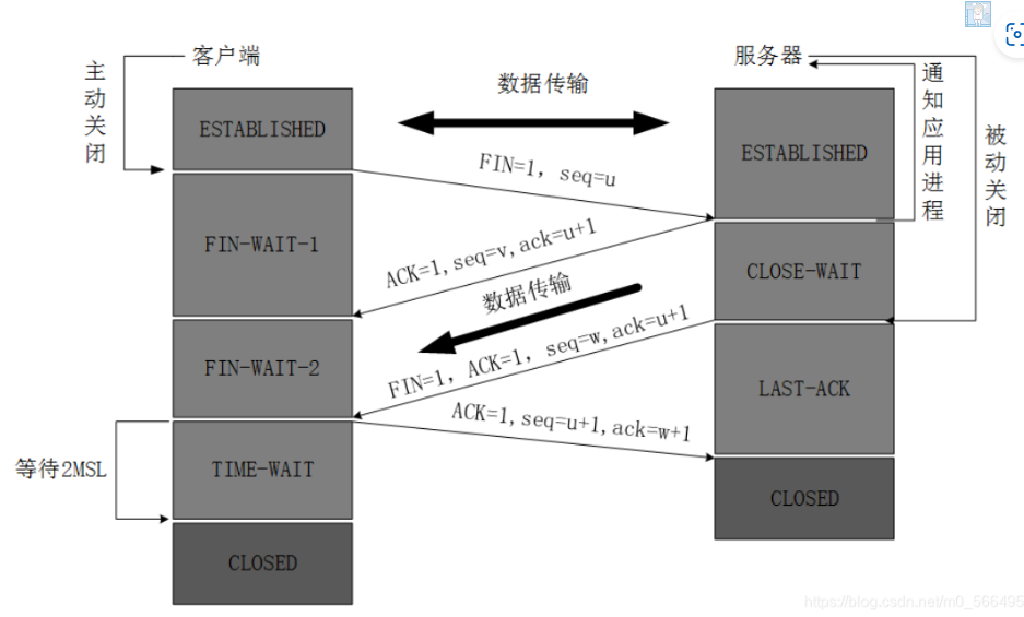 客户端
服务器
主动关闭
数据传输
通知应用进程
被动关闭
ESTABLISHED
ESTABLISHED
FIN=1, seq=u
FIN-WAIT-1
ACK=1,seq=v,ack=u+1
CLOSE-WAIT
数据传输
FIN-WAIT-2
FIN=1, ACK=1, seq=w,ack=u+1
LAST-ACK
ACK=1,seq=u+1,ack=w+1
等待2MSL
TIME-WAIT
CLOSED
CLOSED
https://blog.csdn.net/m0_566495